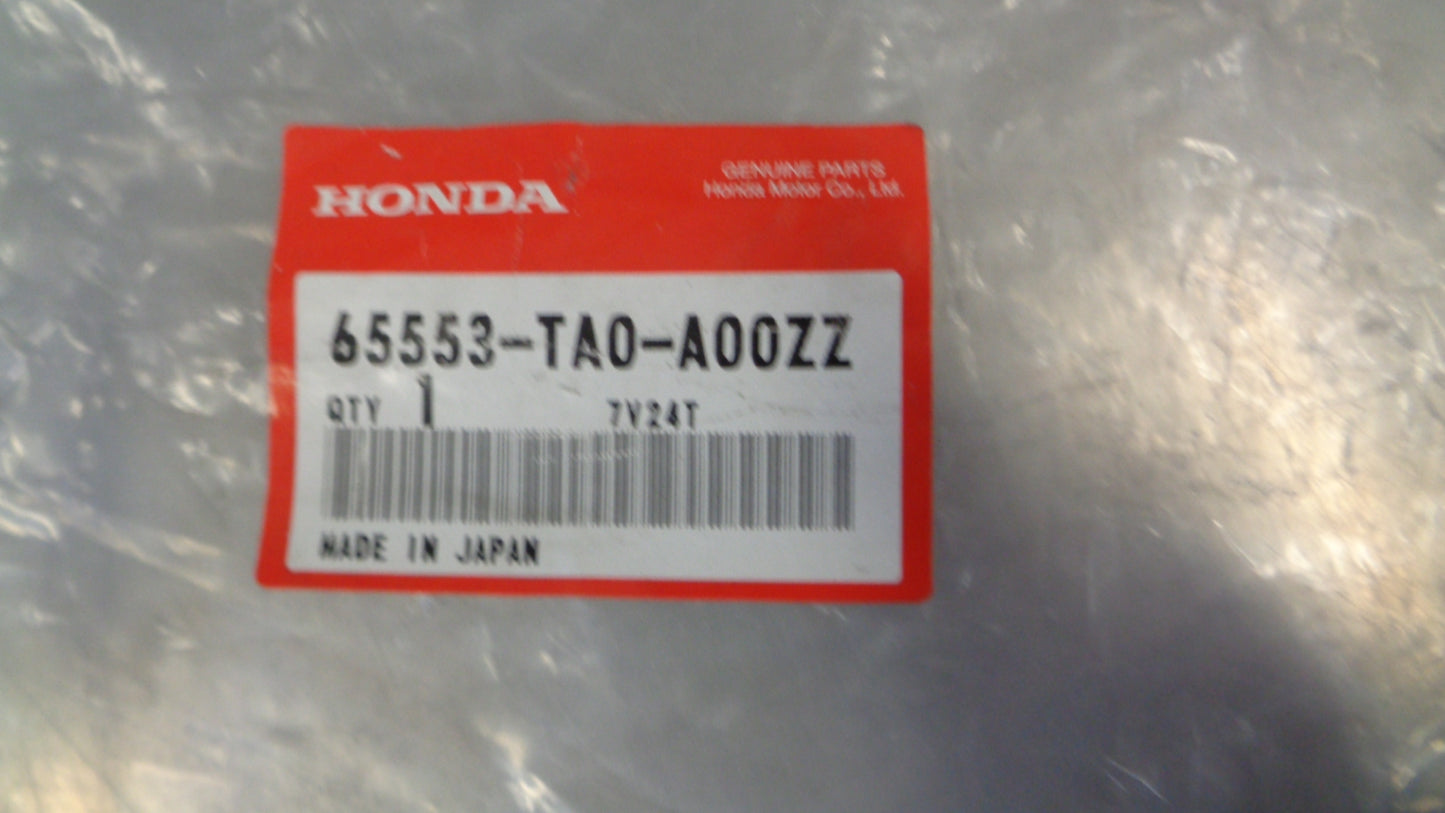 HONDA
GENUINE PARTS
Honda Motor Co., Ltd.
65553-TA0-A00ZZ
QTY 1 7V24T
MADE IN JAPAN